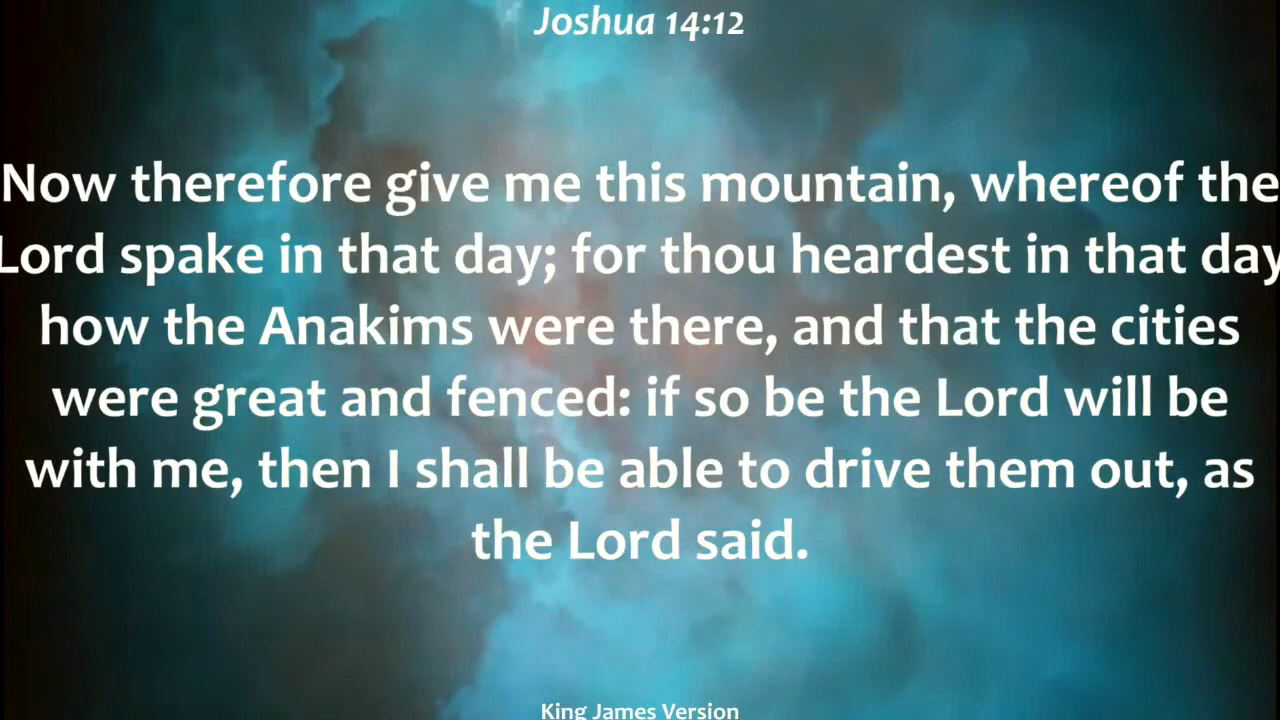 Joshua 14:12
Now therefore give me this mountain, whereof the
Lord spake in that day; for thou heardest in that day
how the Anakims were there, and that the cities
were great and fenced: if so be the Lord will be
with me, then I shall be able to drive them out, as
the Lord said.
King James Version